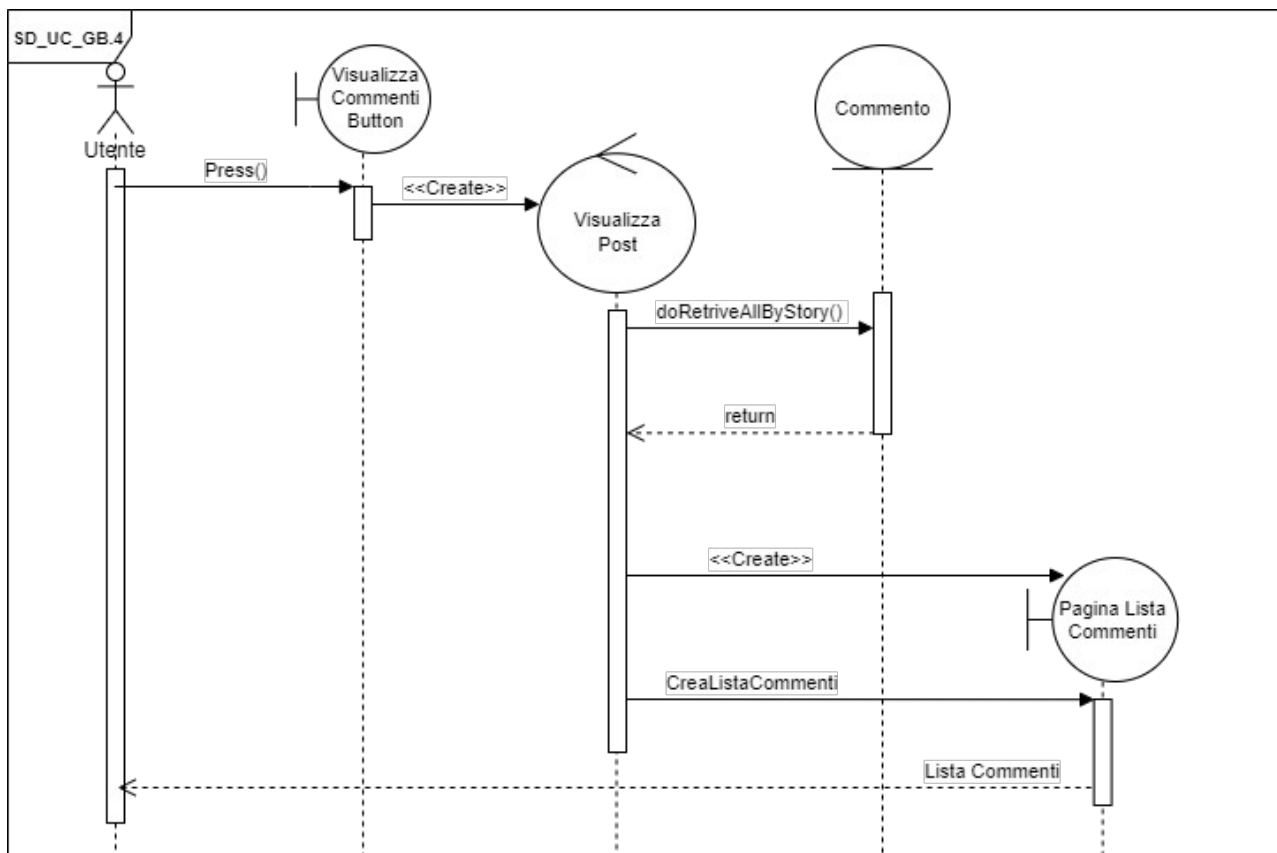 SD_UC_GB.4
Utente
Visualizza
Commenti
Button
Commento
Press()
<<Create>>
Visualizza
Post
doRetriveAllByStory()
return
<<Create>>
Pagina Lista
Commenti
CreaListaCommenti
Lista Commenti